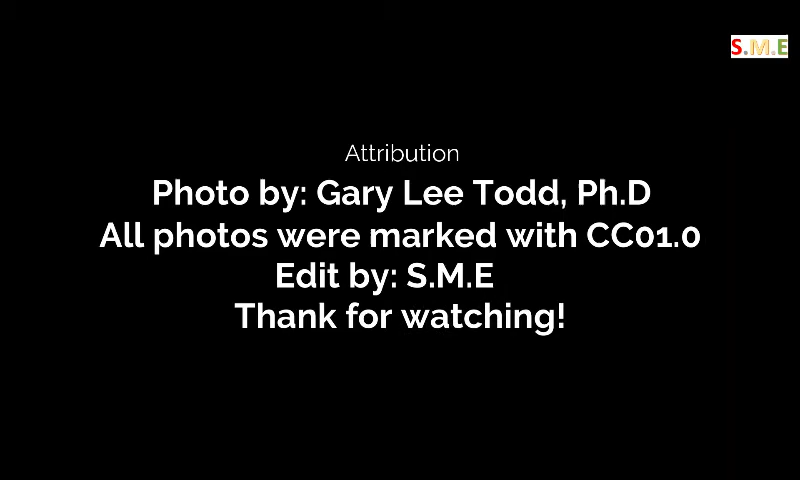 S.M.E
Attribution
Photo by: Gary Lee Todd, Ph.D
All photos were marked with CC01.0
Edit by: S.M.E
Thank for watching!